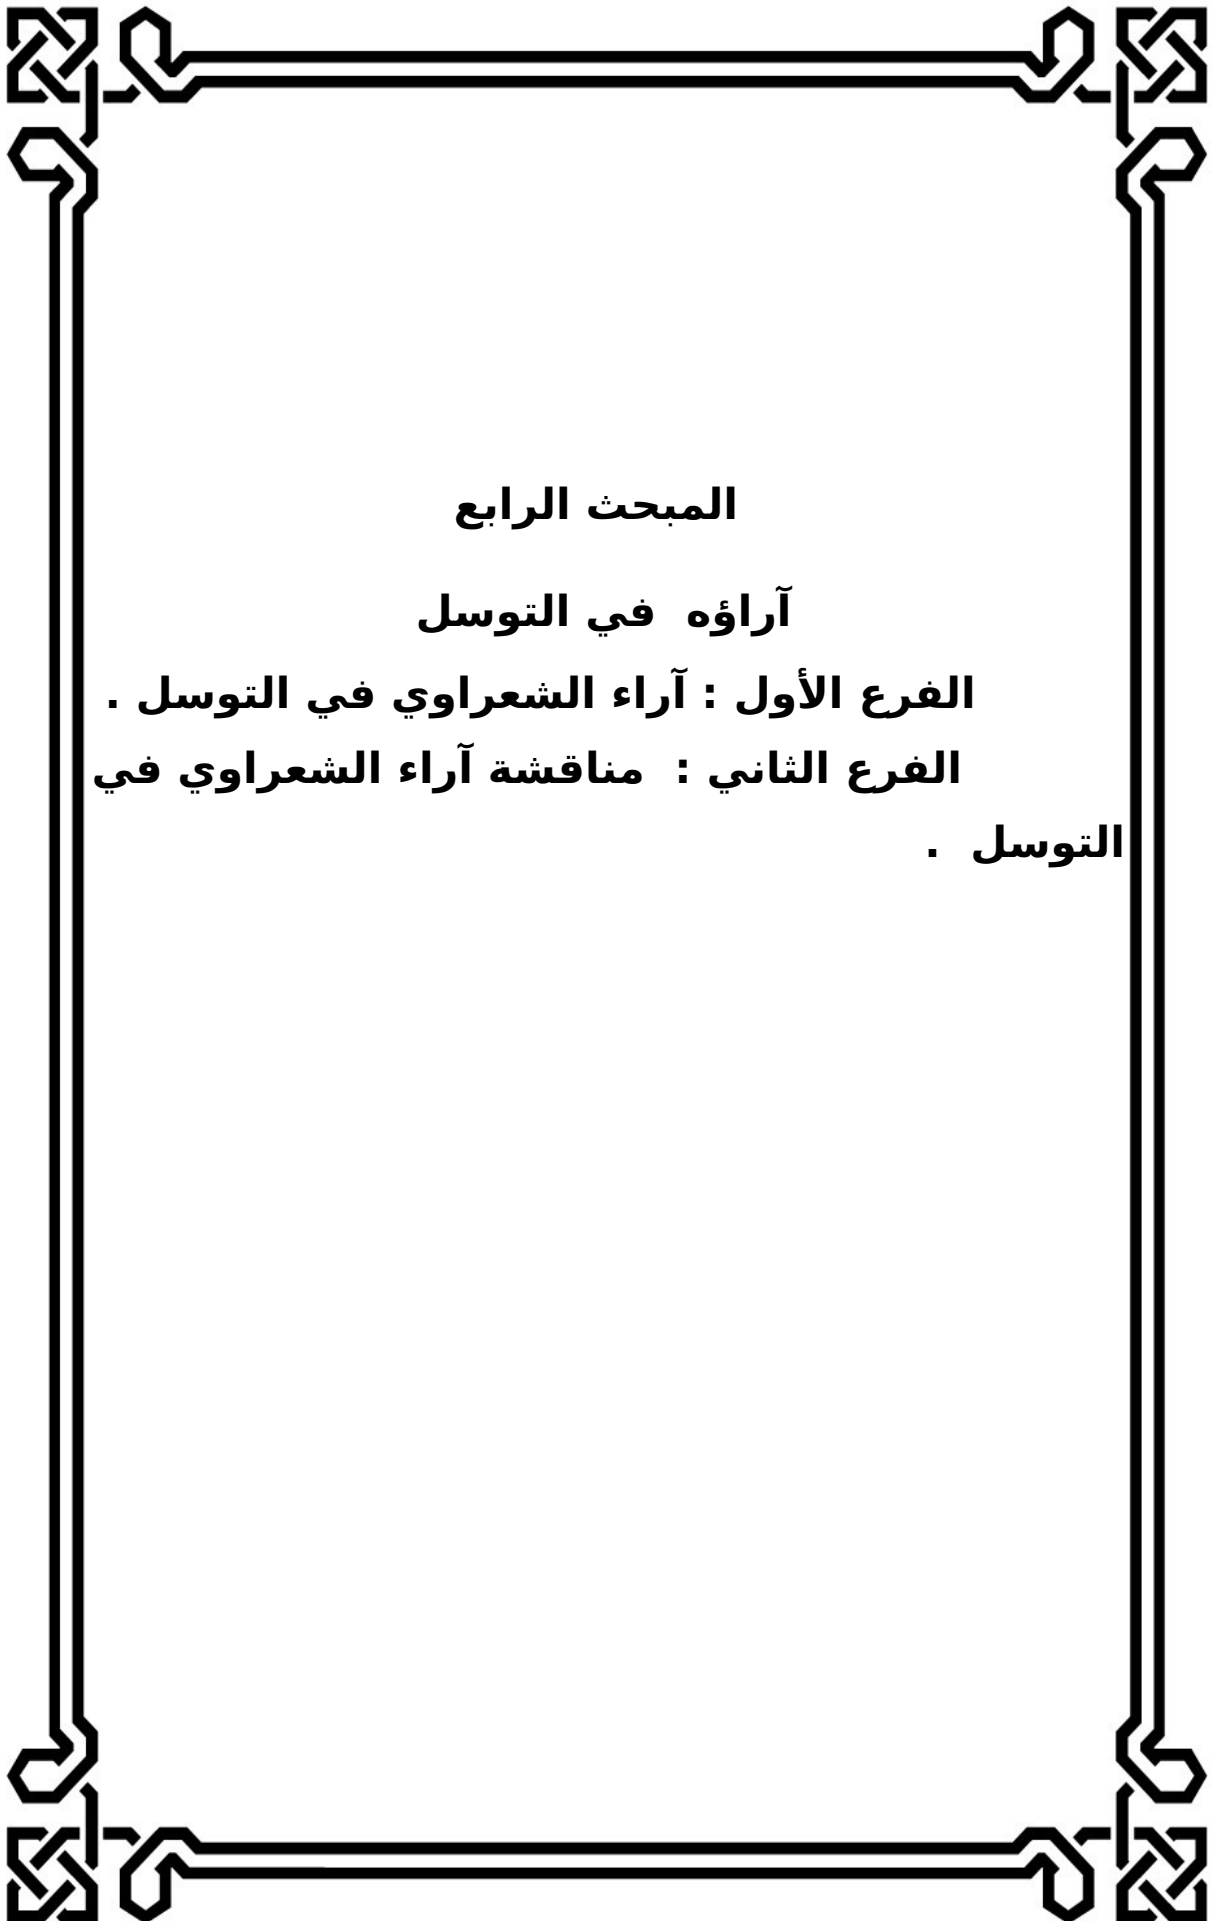 المبحث الرابع
آراؤه في التوسل
الفرع الأول : آراء الشعراوي في التوسل .
الفرع الثاني : مناقشة آراء الشعراوي في
التوسل .